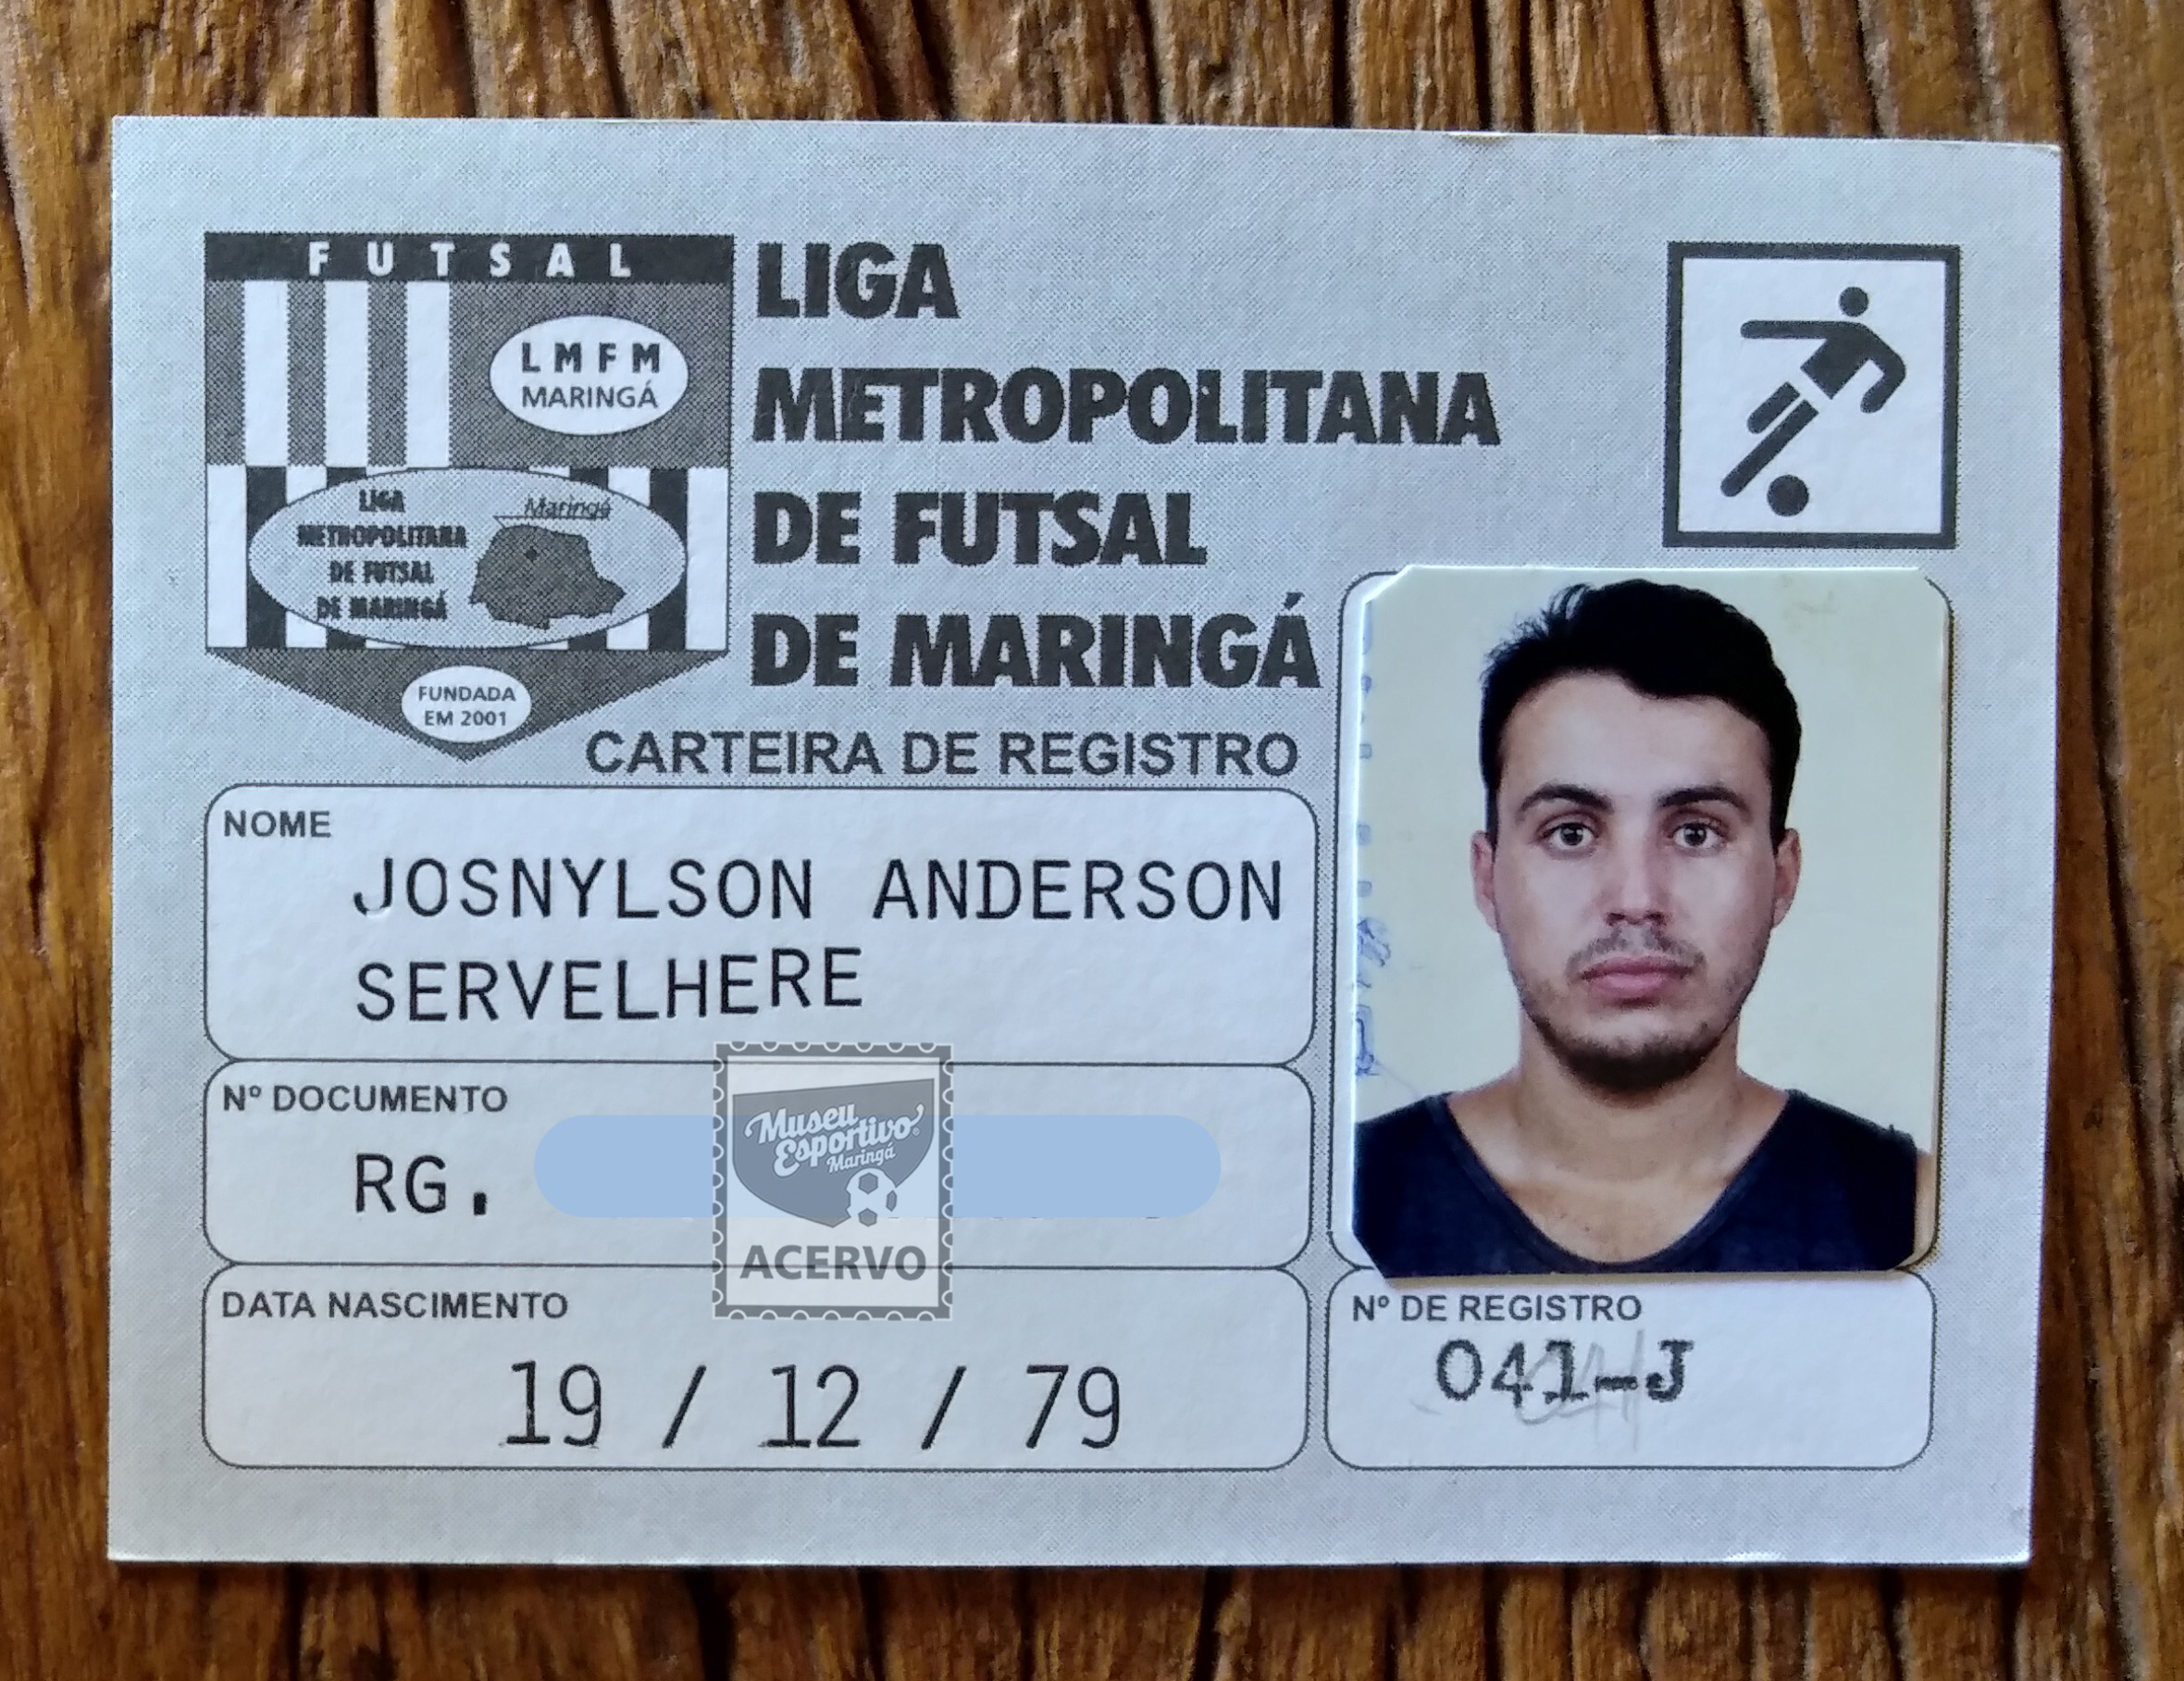 FUTSAL
LMFM
MARINGÁ
LIGA
METROPOLITANA
DE FUTSAL
DE MARINGÁ
Maringá
FUNDADA
EM 2001
LIGA
METROPOLITANA
DE FUTSAL
DE MARINGÁ
CARTEIRA DE REGISTRO
NOME
JOSNYLSON ANDERSON
SERVELHERE
Nº DOCUMENTO
RG.
Museu
Esportivo
Maringá
ACERVO
DATA NASCIMENTO
19 / 12 / 79
Nº DE REGISTRO
041-J